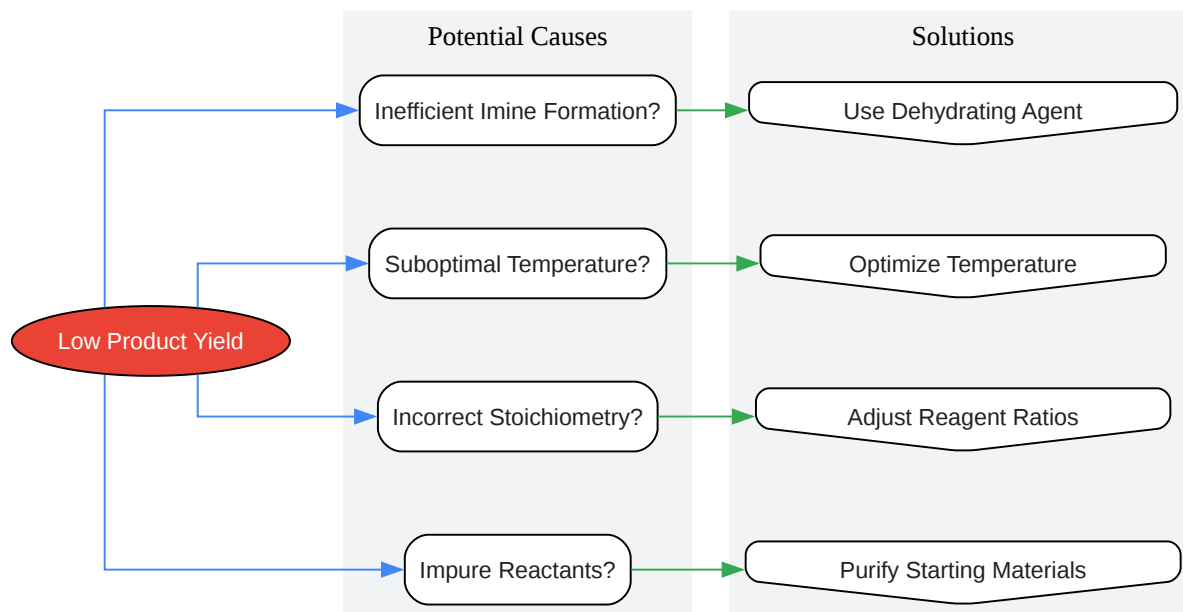 Potential Causes
Solutions
Inefficient Imine Formation?
Use Dehydrating Agent
Suboptimal Temperature?
Optimize Temperature
Low Product Yield
Incorrect Stoichiometry?
Adjust Reagent Ratios
Impure Reactants?
Purify Starting Materials